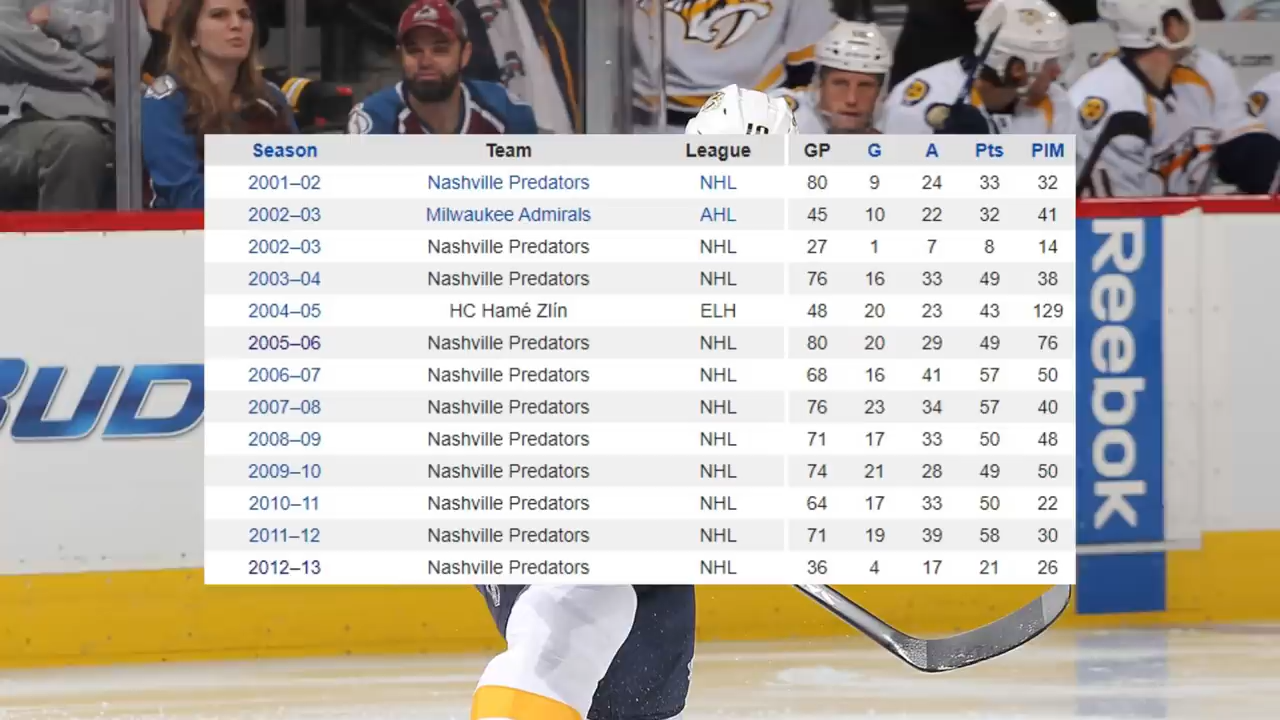 Season Team League GP G A Pts PIM
2001–02 Nashville Predators NHL 80 9 24 33 32
2002–03 Milwaukee Admirals AHL 45 10 22 32 41
2002–03 Nashville Predators NHL 27 1 7 8 14
2003–04 Nashville Predators NHL 76 16 33 49 38
2004–05 HC Hamé Zlín ELH 48 20 23 43 129
2005–06 Nashville Predators NHL 80 20 29 49 76
2006–07 Nashville Predators NHL 68 16 41 57 50
2007–08 Nashville Predators NHL 76 23 34 57 40
2008–09 Nashville Predators NHL 71 17 33 50 48
2009–10 Nashville Predators NHL 74 21 28 49 50
2010–11 Nashville Predators NHL 64 17 33 50 22
2011–12 Nashville Predators NHL 71 19 39 58 30
2012–13 Nashville Predators NHL 36 4 17 21 26
BUD
Reebok